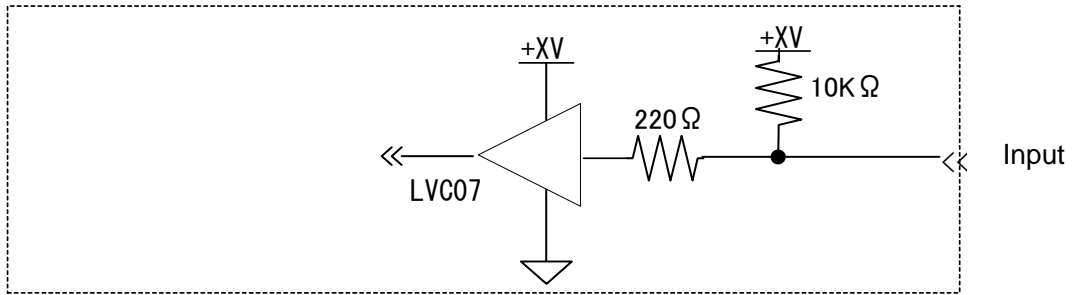 +XV
+XV
10KΩ
220Ω
Input
LVC07